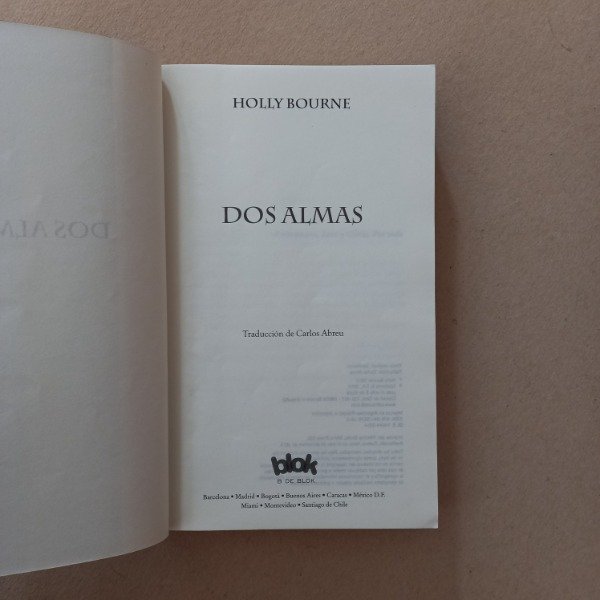 HOLLY BOURNE
DOS ALMAS
Traducción de Carlos Abreu
blok
B DE BLOK
Barcelona • Madrid • Bogotá • Buenos Aires • Caracas • México D.F.
Miami • Montevideo • Santiago de Chile